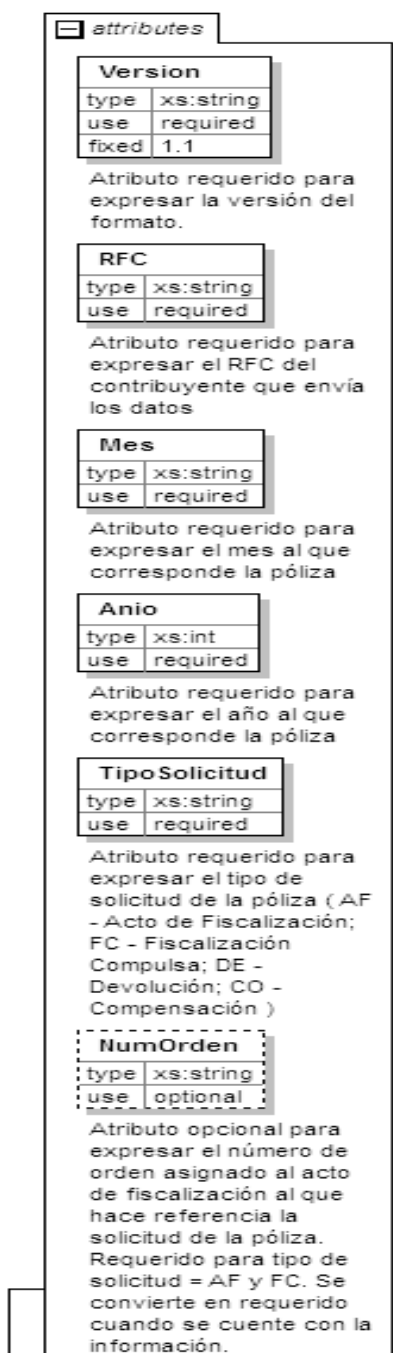 attributes
Version
type xs:string
use required
fixed 1.1
Atributo requerido para
expresar la versión del
formato.
RFC
type xs:string
use required
Atributo requerido para
expresar el RFC del
contribuyente que envía
los datos
Mes
type xs:string
use required
Atributo requerido para
expresar el mes al que
corresponde la póliza
Anio
type xs:int
use required
Atributo requerido para
expresar el año al que
corresponde la póliza
TipoSolicitud
type xs:string
use required
Atributo requerido para
expresar el tipo de
solicitud de la póliza ( AF
- Acto de Fiscalización;
FC - Fiscalización
Compulsa; DE -
Devolución; CO -
Compensación )
NumOrden
type xs:string
use optional
Atributo opcional para
expresar el número de
orden asignado al acto
de fiscalización al que
hace referencia la
solicitud de la póliza.
Requerido para tipo de
solicitud = AF y FC. Se
convierte en requerido
cuando se cuente con la
información.